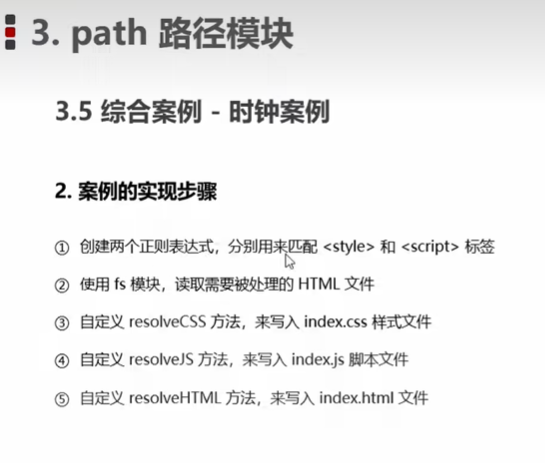 3. path 路径模块
3.5 综合案例 - 时钟案例
2. 案例的实现步骤
① 创建两个正则表达式，分别用来匹配 <style> 和 <script> 标签
② 使用 fs 模块，读取需要被处理的 HTML 文件
③ 自定义 resolveCSS 方法，来写入 index.css 样式文件
④ 自定义 resolveJS 方法，来写入 index.js 脚本文件
⑤ 自定义 resolveHTML 方法，来写入 index.html 文件